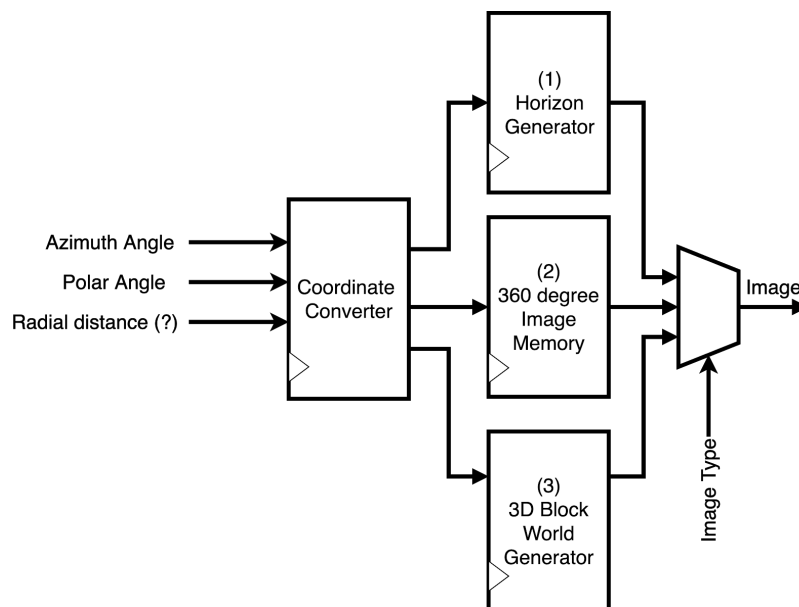 (1)
Horizon
Generator
Azimuth Angle
Polar Angle
Radial distance (?)
Coordinate
Converter
(2)
360 degree
Image
Memory
Image
Image Type
(3)
3D Block
World
Generator